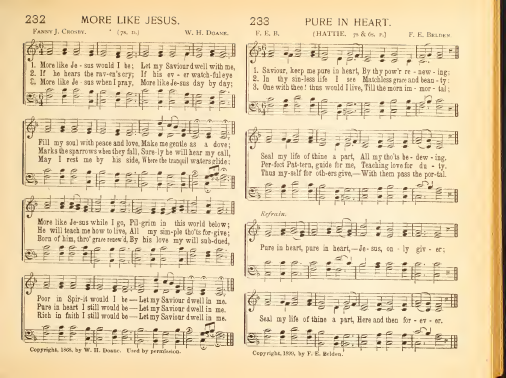 232 MORE LIKE JESUS.
FANNY J. CROSBY. (7s. D.) W. H. DOANE.
1. More like Je - sus would I be; Let my Saviour dwell with me,
2. If he hears the rav-en's cry; If his ev - er watch-ful eye
3. More like Je - sus when I pray, More like Je-sus day by day;
Fill my soul with peace and love, Make me gentle as a dove;
Marks the sparrows when they fall, Sure-ly he will hear my call,
May I rest me by his side, Where the tranquil waters glide;
More like Je-sus while I go, Pil-grim in this world below;
He will teach me how to live, All my sim-ple tho'ts for-give;
Born of him, thro' grace renew'd, By his love my will sub-dued,
Poor in Spir-it would I be — Let my Saviour dwell in me.
Pure in heart I still would be — Let my Saviour dwell in me.
Rich in faith I still would be — Let my Saviour dwell in me.
Copyright, 1868, by W. H. Doane. Used by permission.
233 PURE IN HEART.
F. E. B. (HATTIE. 7s & 6s. D.) F. E. BELDEN
1. Saviour, keep me pure in heart, By thy pow'r re - new - ing;
2. In thy sin-less life I see Matchless grace and beau - ty;
3. One with thee! thus would I live, Till the morn im - mor - tal;
Seal my life of thine a part, All my tho'ts be - dew - ing.
Per-fect Pat-tern, guide for me, Teaching love for du - ty.
Thus my-self for oth-ers give,—With them pass the por-tal.
Refrain.
Pure in heart, pure in heart,—Je-sus, on - ly giv - er;
Seal my life of thine a part, Here and then for - ev - er.
Copyright, 1899, by F. E. Belden.